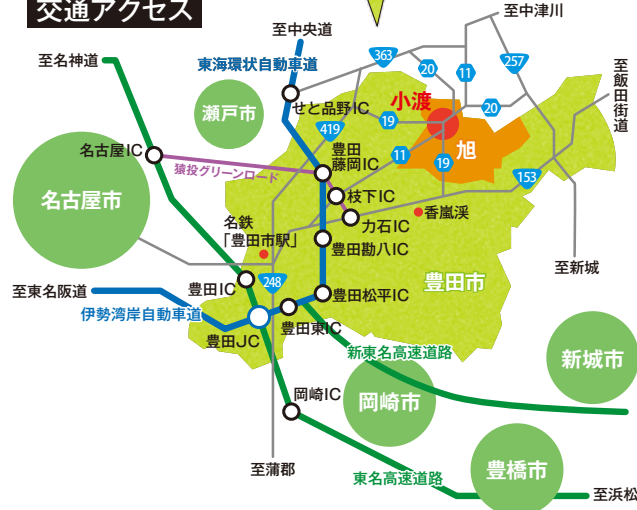 交通アクセス
至中津川
至中央道
至名神道
363
257
東海環状自動車道
20
11
至飯田街道
瀬戸市
せと品野IC
小渡
20
419
19
名古屋IC
豊田
藤岡IC
11
19
旭
猿投グリーンロード
153
枝下IC
名古屋市
香嵐渓
力石IC
名鉄
「豊田市駅」
豊田勘八IC
至新城
豊田IC
248
豊田市
至東名阪道
豊田松平IC
伊勢湾岸自動車道
豊田東IC
豊田JC
新東名高速道路
新城市
岡崎IC
岡崎市
至蒲郡
東名高速道路
豊橋市
至浜松